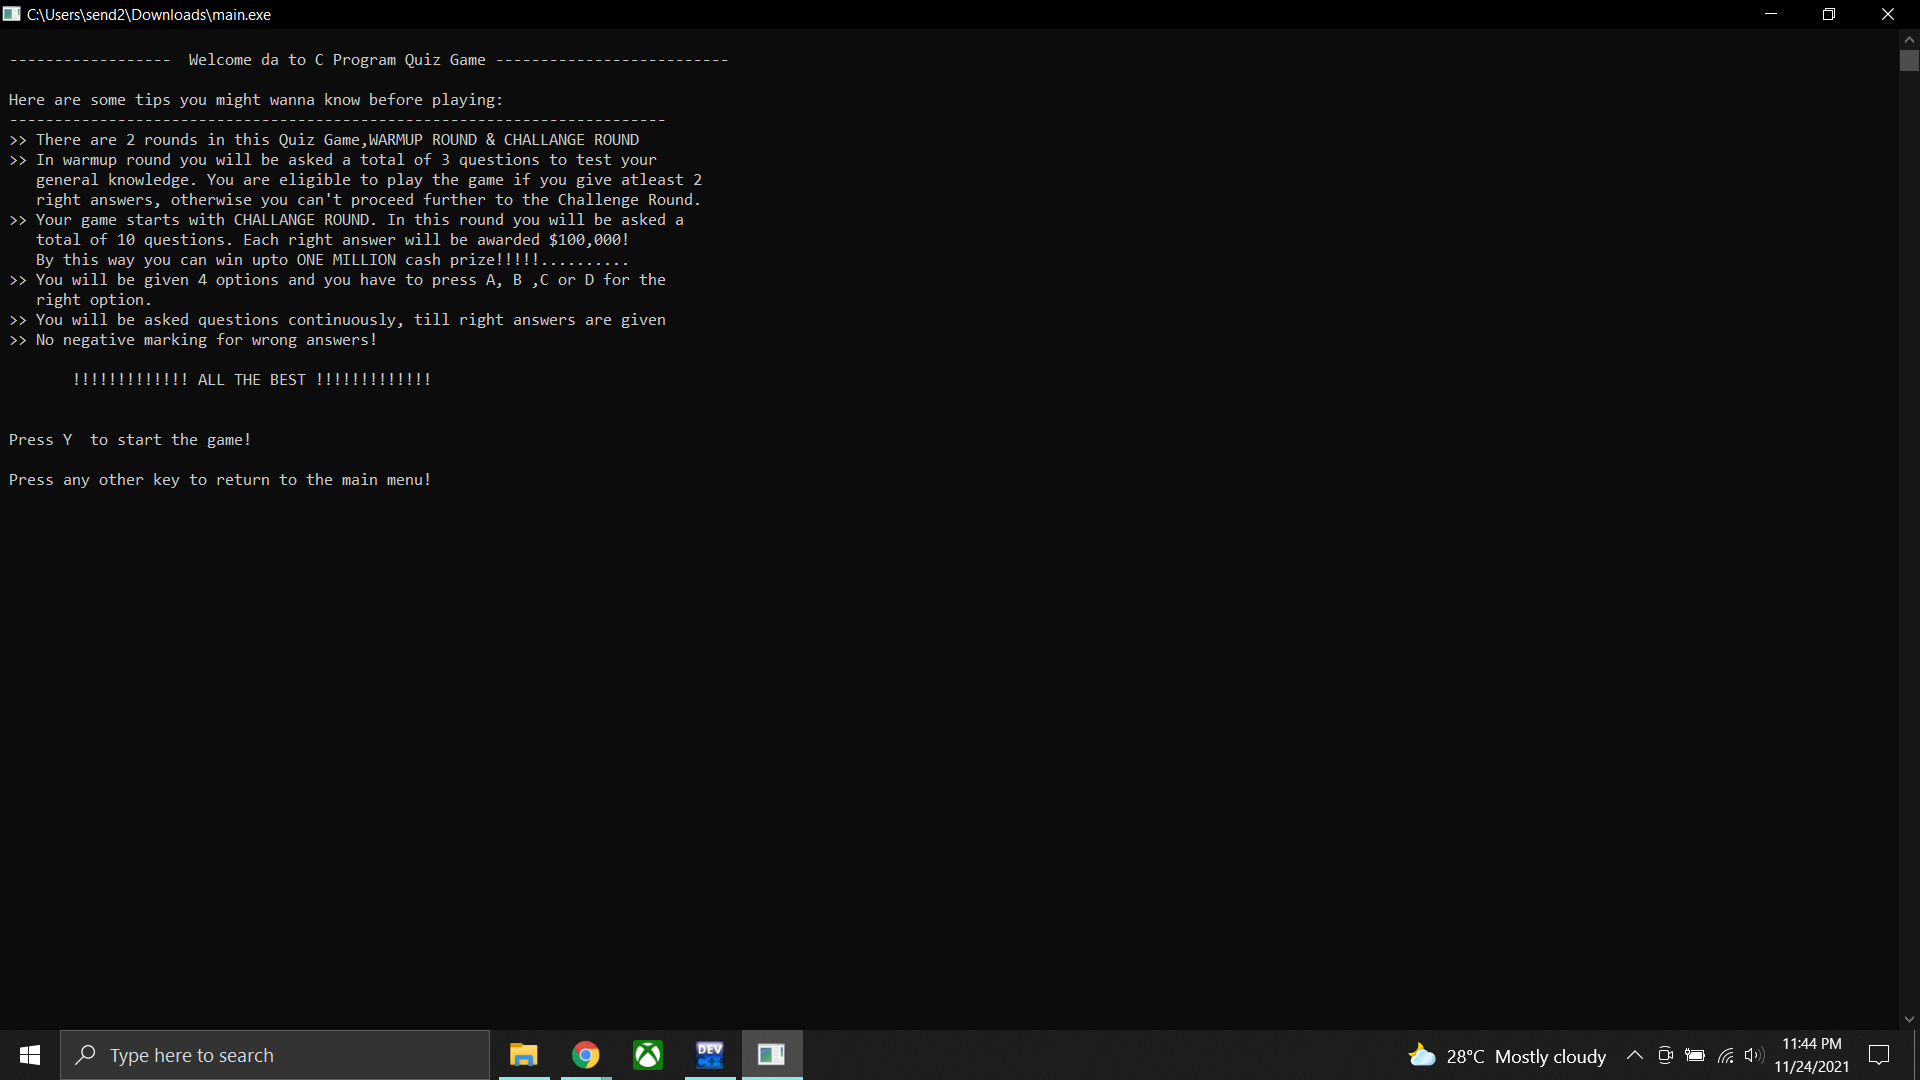 C:\Users\send2\Downloads\main.exe
------------------  Welcome da to C Program Quiz Game --------------------------
Here are some tips you might wanna know before playing:
-------------------------------------------------------------------------
>> There are 2 rounds in this Quiz Game,WARMUP ROUND & CHALLANGE ROUND
>> In warmup round you will be asked a total of 3 questions to test your
   general knowledge. You are eligible to play the game if you give atleast 2
   right answers, otherwise you can't proceed further to the Challenge Round.
>> Your game starts with CHALLANGE ROUND. In this round you will be asked a
   total of 10 questions. Each right answer will be awarded $100,000!
   By this way you can win upto ONE MILLION cash prize!!!!!..........
>> You will be given 4 options and you have to press A, B ,C or D for the
   right option.
>> You will be asked questions continuously, till right answers are given
>> No negative marking for wrong answers!
!!!!!!!!!!!!! ALL THE BEST !!!!!!!!!!!!!
Press Y  to start the game!
Press any other key to return to the main menu!
Type here to search
DEV
C++
28°C  Mostly cloudy
11:44 PM
11/24/2021